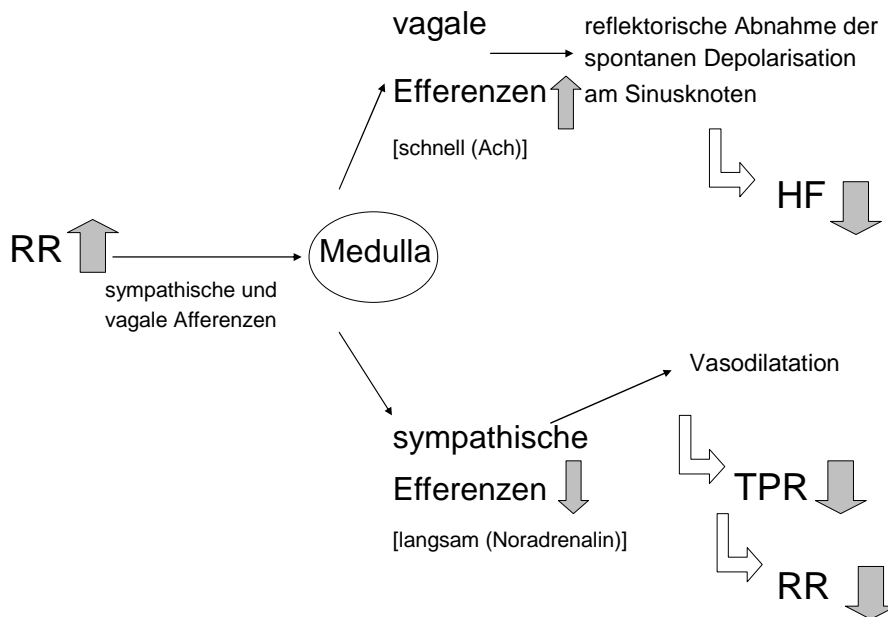 vagale
Efferenzen
[schnell (Ach)]
reflektorische Abnahme der
spontanen Depolarisation
am Sinusknoten
HF
RR
sympathische und
vagale Afferenzen
Medulla
sympathische
Efferenzen
[langsam (Noradrenalin)]
Vasodilatation
TPR
RR